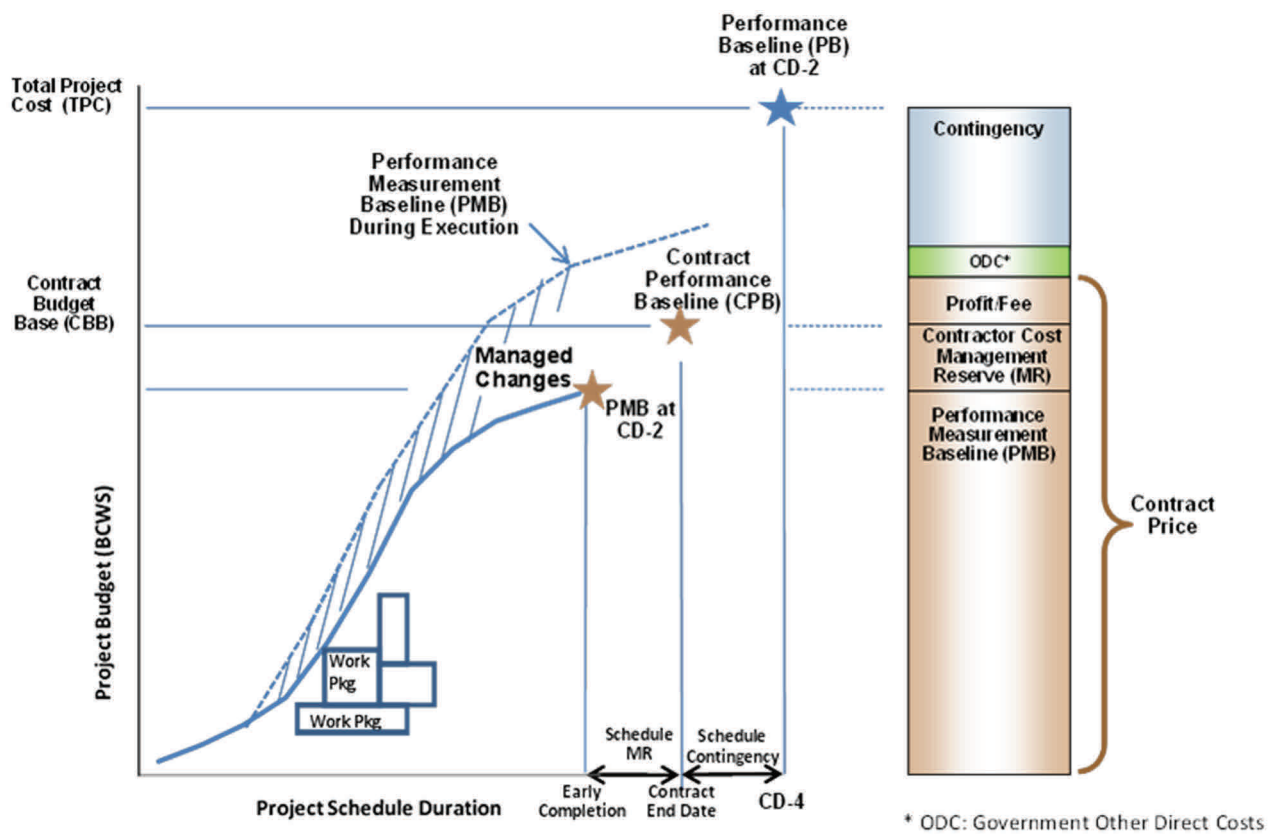 Performance
Baseline (PB)
at CD-2
Total Project
Cost (TPC)
Contingency
Performance
Measurement
Baseline (PMB)
During Execution
ODC*
Contract
Performance
Baseline (CPB)
Contract
Budget
Base (CBB)
Profit/Fee
Contractor Cost
Management
Reserve (MR)
Managed
Changes
PMB at
CD-2
Performance
Measurement
Baseline (PMB)
Contract
Price
Project Budget (BCWS)
Work
Pkg
Work Pkg
Schedule
MR
Schedule
Contingency
Early
Completion
Contract
End Date
CD-4
Project Schedule Duration
* ODC: Government Other Direct Costs